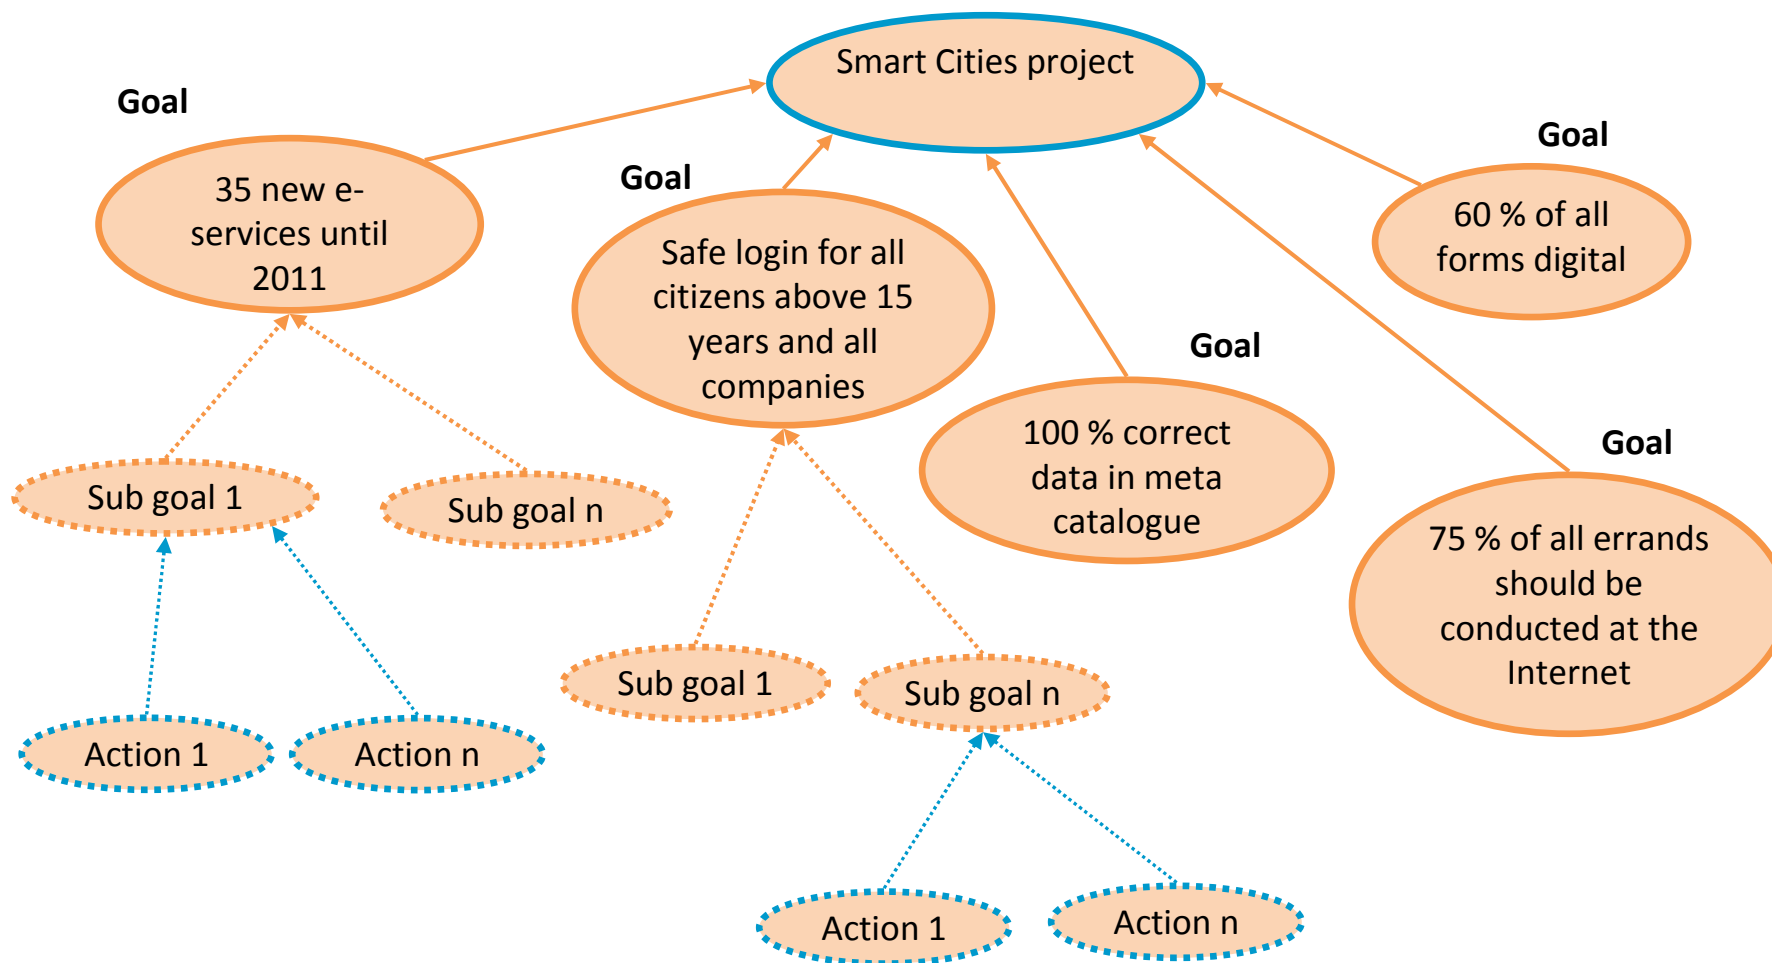 Smart Cities project
Goal
35 new e-
services until
2011
Goal
Safe login for all
citizens above 15
years and all
companies
Goal
100 % correct
data in meta
catalogue
Goal
60 % of all
forms digital
Goal
75 % of all errands
should be
conducted at the
Internet
Sub goal 1
Sub goal n
Sub goal 1
Sub goal n
Action 1
Action n
Action 1
Action n